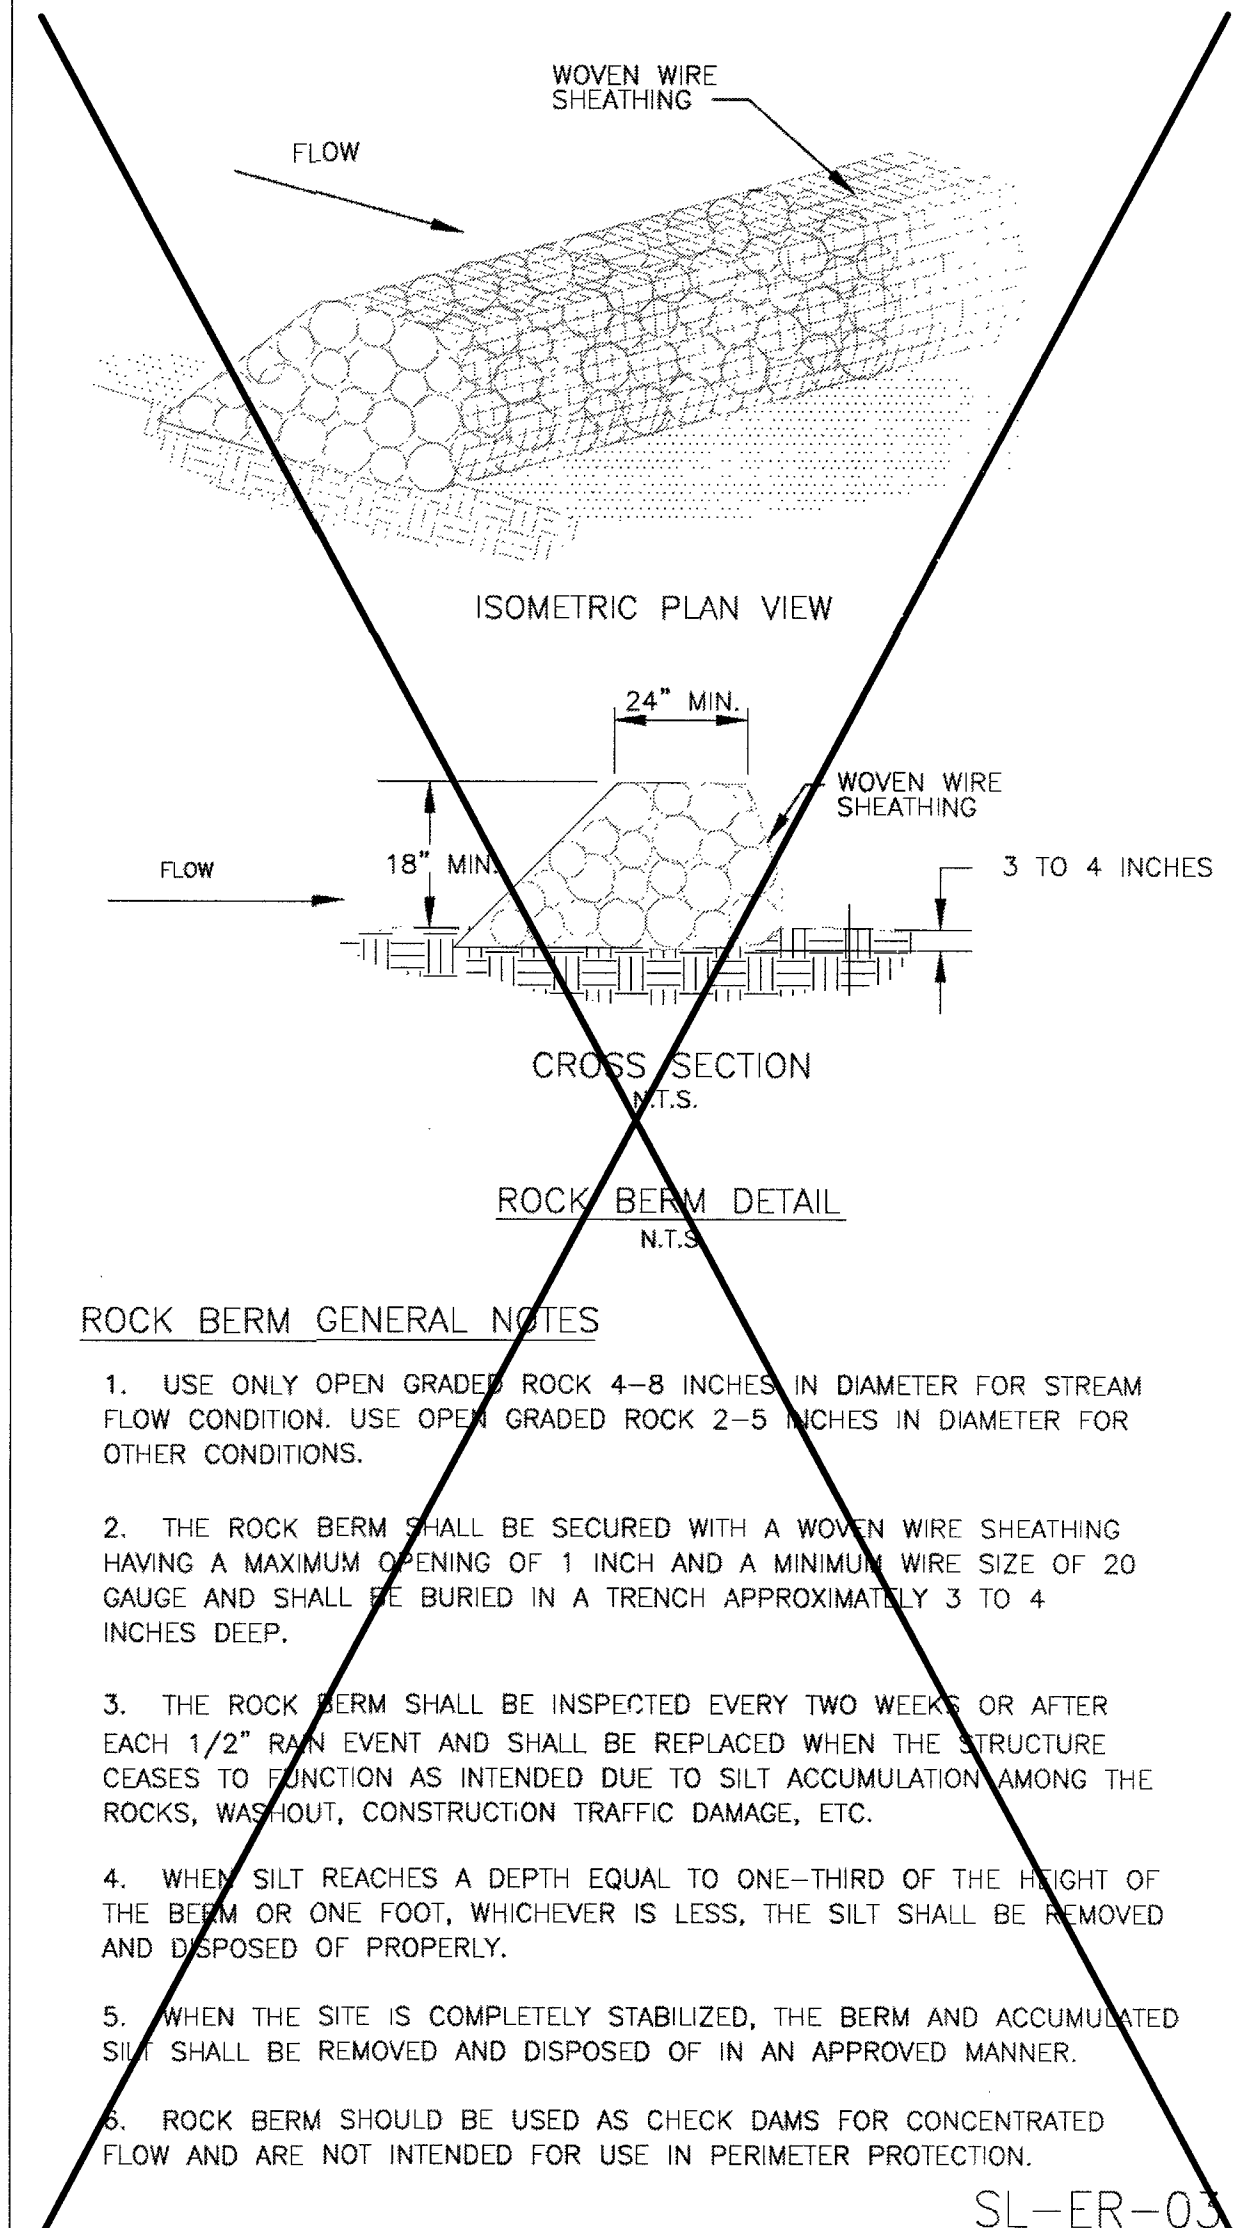 WOVEN WIRE
SHEATHING
FLOW
ISOMETRIC PLAN VIEW
24" MIN.
WOVEN WIRE
SHEATHING
18" MIN.
FLOW
3 TO 4 INCHES
CROSS SECTION
N.T.S.
ROCK BERM DETAIL
N.T.S
ROCK BERM GENERAL NOTES
1. USE ONLY OPEN GRADED ROCK 4-8 INCHES IN DIAMETER FOR STREAM
FLOW CONDITION. USE OPEN GRADED ROCK 2-5 INCHES IN DIAMETER FOR
OTHER CONDITIONS.
2. THE ROCK BERM SHALL BE SECURED WITH A WOVEN WIRE SHEATHING
HAVING A MAXIMUM OPENING OF 1 INCH AND A MINIMUM WIRE SIZE OF 20
GAUGE AND SHALL BE BURIED IN A TRENCH APPROXIMATELY 3 TO 4
INCHES DEEP.
3. THE ROCK BERM SHALL BE INSPECTED EVERY TWO WEEKS OR AFTER
EACH 1/2" RAIN EVENT AND SHALL BE REPLACED WHEN THE STRUCTURE
CEASES TO FUNCTION AS INTENDED DUE TO SILT ACCUMULATION AMONG THE
ROCKS, WASHOUT, CONSTRUCTION TRAFFIC DAMAGE, ETC.
4. WHEN SILT REACHES A DEPTH EQUAL TO ONE-THIRD OF THE HEIGHT OF
THE BERM OR ONE FOOT, WHICHEVER IS LESS, THE SILT SHALL BE REMOVED
AND DISPOSED OF PROPERLY.
5. WHEN THE SITE IS COMPLETELY STABILIZED, THE BERM AND ACCUMULATED
SILT SHALL BE REMOVED AND DISPOSED OF IN AN APPROVED MANNER.
6. ROCK BERM SHOULD BE USED AS CHECK DAMS FOR CONCENTRATED
FLOW AND ARE NOT INTENDED FOR USE IN PERIMETER PROTECTION.
SL-ER-03